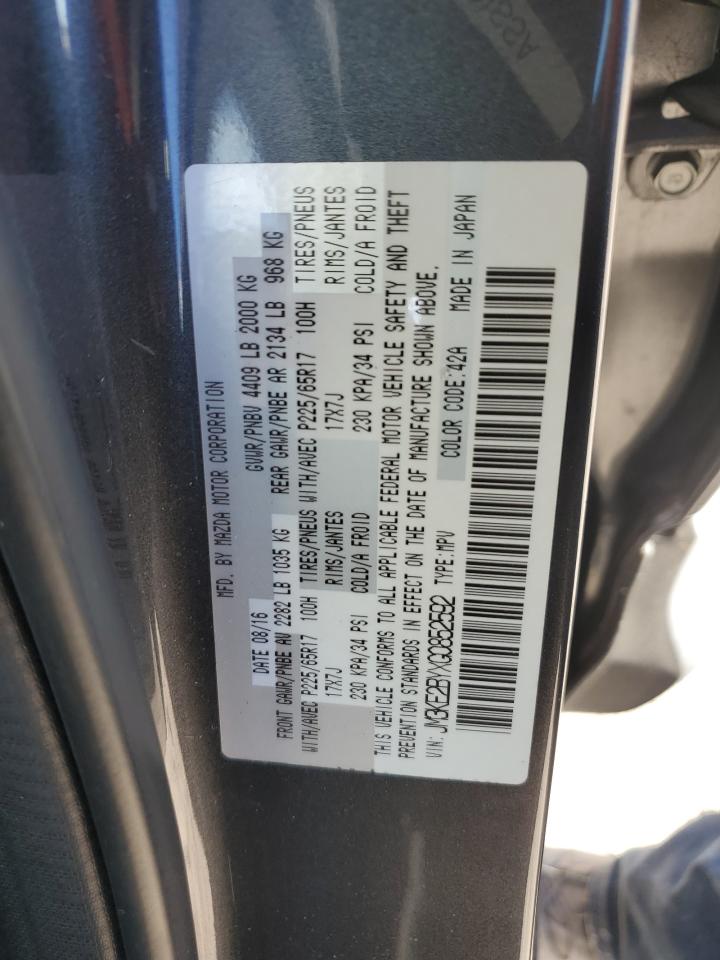 MFD. BY MAZDA MOTOR CORPORATION
DATE 08/16 GVWR/PNBV 4409 LB 2000 KG
FRONT GAWR/PNBE AV 2282 LB 1035 KG REAR GAWR/PNBE AR 2134 LB 968 KG
WITH/AVEC P225/65R17 100H TIRES/PNEUS WITH/AVEC P225/65R17 100H TIRES/PNEUS
17X7J RIMS/JANTES 17X7J RIMS/JANTES
230 KPA/34 PSI COLD/A FROID 230 KPA/34 PSI COLD/A FROID
THIS VEHICLE CONFORMS TO ALL APPLICABLE FEDERAL MOTOR VEHICLE SAFETY AND THEFT
PREVENTION STANDARDS IN EFFECT ON THE DATE OF MANUFACTURE SHOWN ABOVE.
VIN: JM3KE2BYXG0852592 TYPE:MPV COLOR CODE:42A MADE IN JAPAN